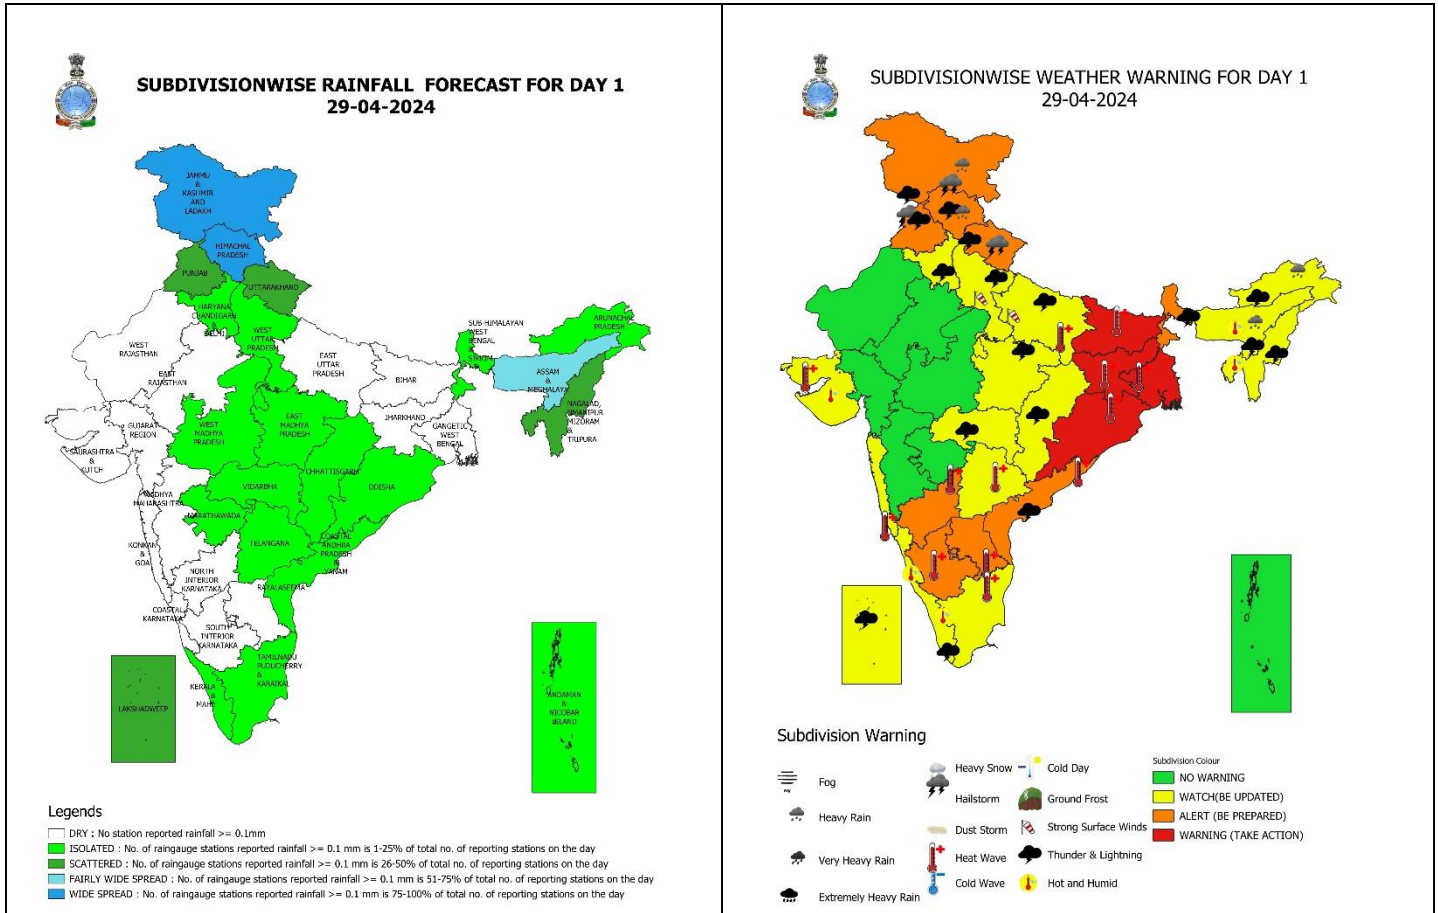 SUBDIVISIONWISE RAINFALL FORECAST FOR DAY 1
29-04-2024
JAMMU
&
KASHMIR
AND
LADAKH
HIMACHAL
PRADESH
PUNJAB
UTTARAKHAND
HARYANA
CHANDIGARH
&
DELHI
WEST
UTTAR
PRADESH
WEST
RAJASTHAN
EAST
RAJASTHAN
EAST
UTTAR
PRADESH
BIHAR
SUB-HIMALAYAN
WEST
BENGAL
&
SIKKIM
ARUNACHAL
PRADESH
ASSAM
&
MEGHALAYA
NAGALAD,
MANIPUR
MIZORAM
&
TRIPURA
JHARKHAND
GANGETIC
WEST
BENGAL
GUJARAT
REGION
SAURASHTRA
&
KUTCH
WEST
MADHYA
PRADESH
EAST
MADHYA
PRADESH
CHHATTISGARH
ODISHA
VIDARBHA
MADHYA
MAHARASHTRA
MARATHAWADA
TELANGANA
COASTAL
ANDHRA
PRADESH
&
YANAM
KONKAN
&
GOA
NORTH
INTERIOR
KARNATAKA
RAYALASEEMA
COASTAL
KARNATAKA
SOUTH
INTERIOR
KARNATAKA
TAMILNADU
PUDUCHERRY
&
KARAIKAL
KERALA
&
MAHE
LAKSHADWEEP
ANDAMAN
&
NICOBAR
ISLAND
Legends
DRY : No station reported rainfall >= 0.1mm
ISOLATED : No. of raingauge stations reported rainfall >= 0.1 mm is 1-25% of total no. of reporting stations on the day
SCATTERED : No. of raingauge stations reported rainfall >= 0.1 mm is 26-50% of total no. of reporting stations on the day
FAIRLY WIDE SPREAD : No. of raingauge stations reported rainfall >= 0.1 mm is 51-75% of total no. of reporting stations on the day
WIDE SPREAD : No. of raingauge stations reported rainfall >= 0.1 mm is 75-100% of total no. of reporting stations on the day
SUBDIVISIONWISE WEATHER WARNING FOR DAY 1
29-04-2024
Subdivision Warning
Fog
Heavy Rain
Very Heavy Rain
Extremely Heavy Rain
Heavy Snow
Hailstorm
Dust Storm
Heat Wave
Cold Wave
Cold Day
Ground Frost
Strong Surface Winds
Thunder & Lightning
Hot and Humid
Subdivision Colour
NO WARNING
WATCH(BE UPDATED)
ALERT (BE PREPARED)
WARNING (TAKE ACTION)